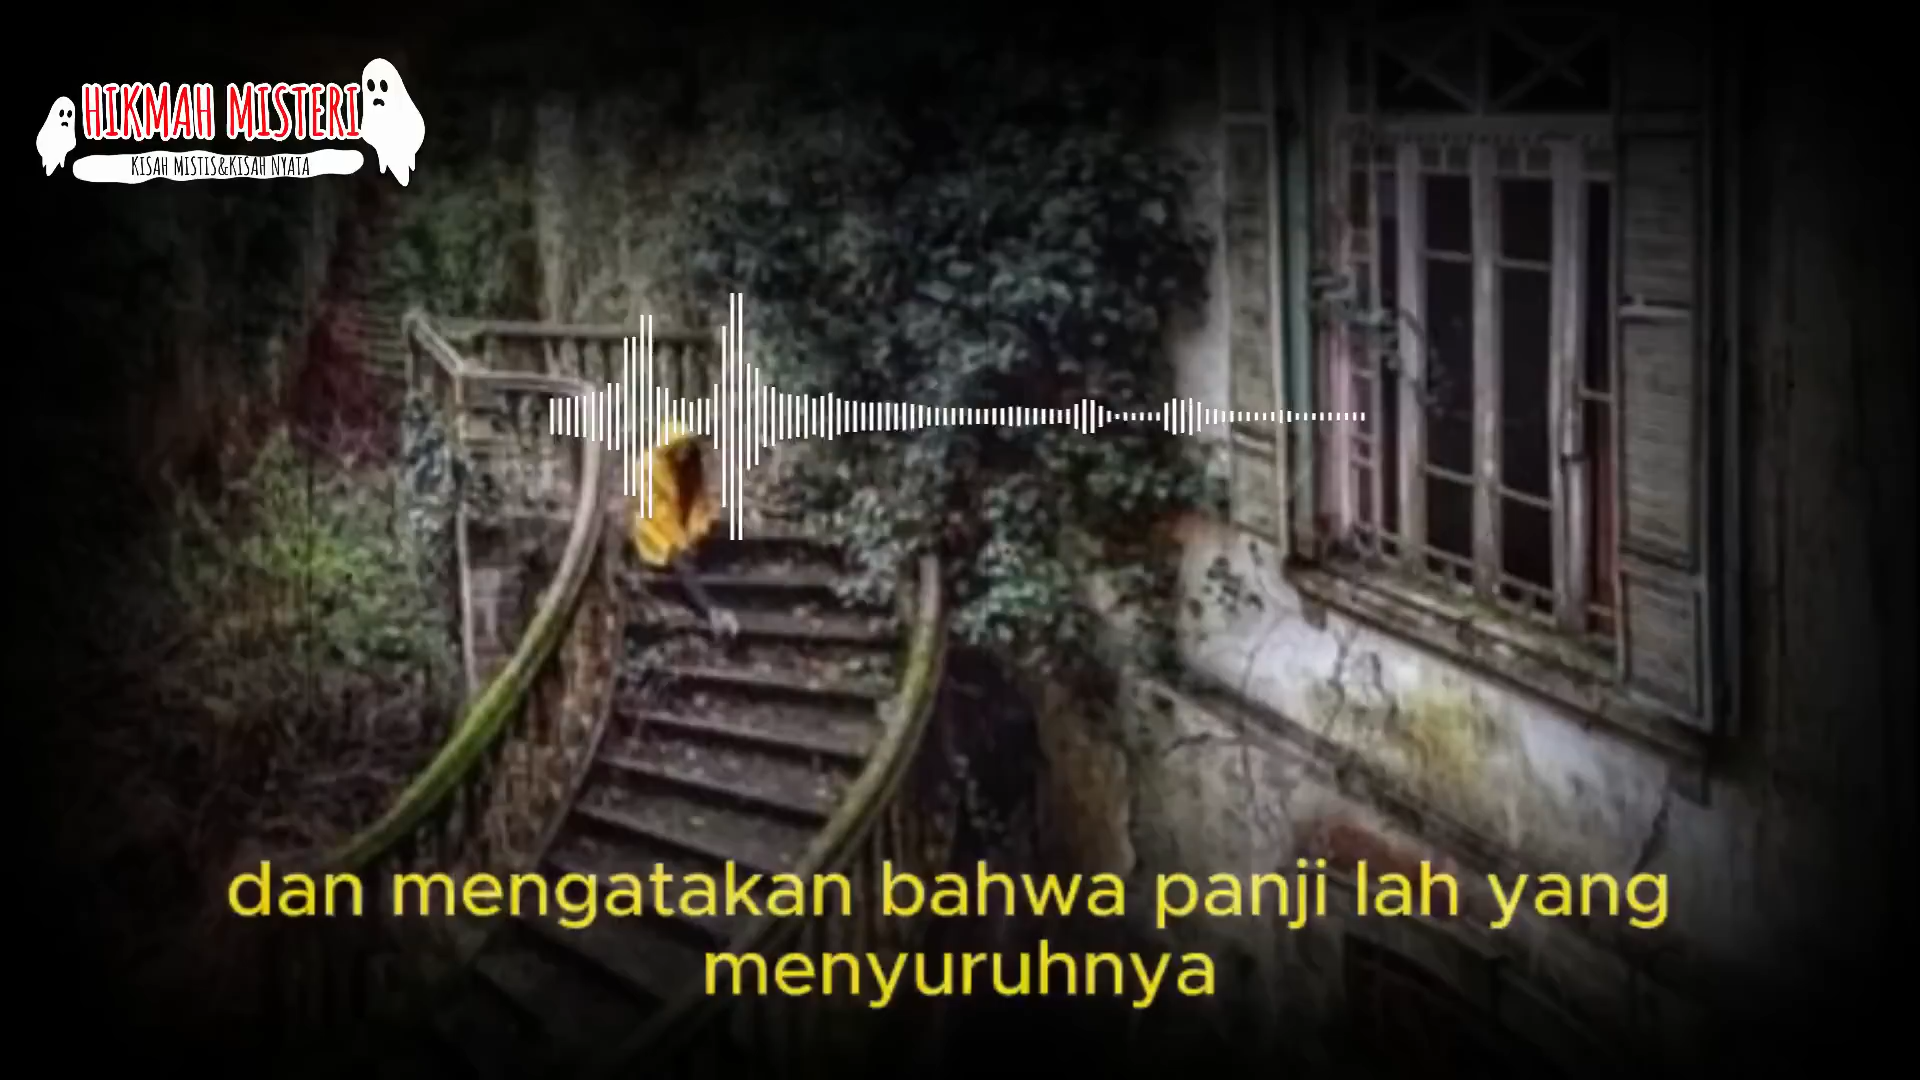 HIKMAH MISTERI
KISAH MISTIS&KISAH NYATA
dan mengatakan bahwa panji lah yang
menyuruhnya